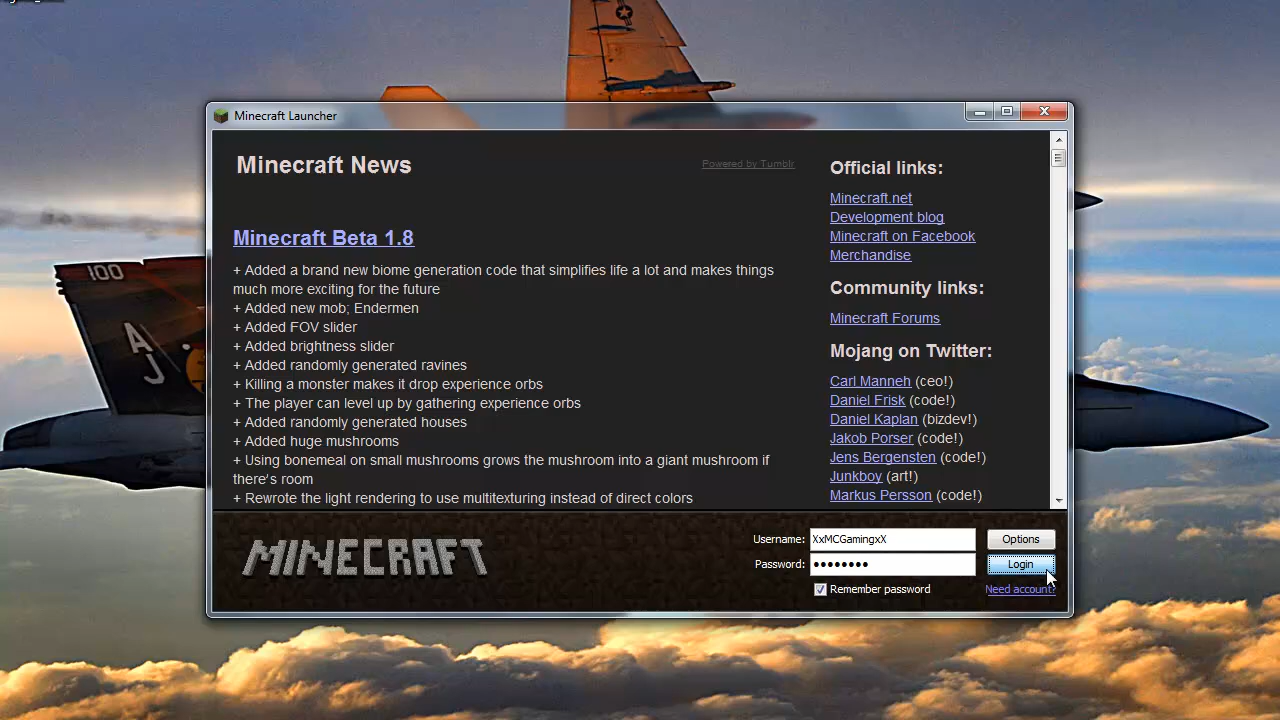 Minecraft Launcher
Minecraft News
Powered by Tumblr
Minecraft Beta 1.8
+ Added a brand new biome generation code that simplifies life a lot and makes things
much more exciting for the future
+ Added new mob; Endermen
+ Added FOV slider
+ Added brightness slider
+ Added randomly generated ravines
+ Killing a monster makes it drop experience orbs
+ The player can level up by gathering experience orbs
+ Added randomly generated houses
+ Added huge mushrooms
+ Using bonemeal on small mushrooms grows the mushroom into a giant mushroom if
there's room
+ Rewrote the light rendering to use multitexturing instead of direct colors
Official links:
Minecraft.net
Development blog
Minecraft on Facebook
Merchandise
Community links:
Minecraft Forums
Mojang on Twitter:
Carl Manneh (ceo!)
Daniel Frisk (code!)
Daniel Kaplan (bizdev!)
Jakob Porser (code!)
Jens Bergensten (code!)
Junkboy (art!)
Markus Persson (code!)
MINECRAFT
Username: XxMCGamingxX Options
Password: ●●●●●●●● Login
Remember password Need account?
100
AJ